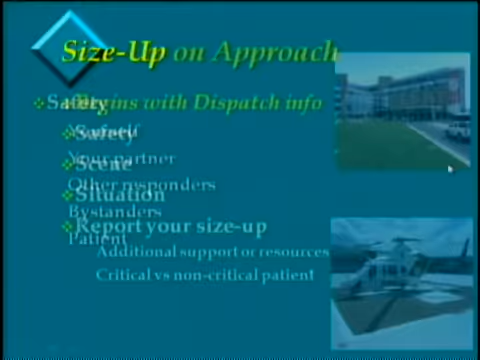 Size-Up on Approach
Begins with Dispatch info
Safety
Yourself
Safety
Your partner
Scene
Other responders
Situation
Bystanders
Report your size-up
Patient
Additional support or resources
Critical vs non-critical patient